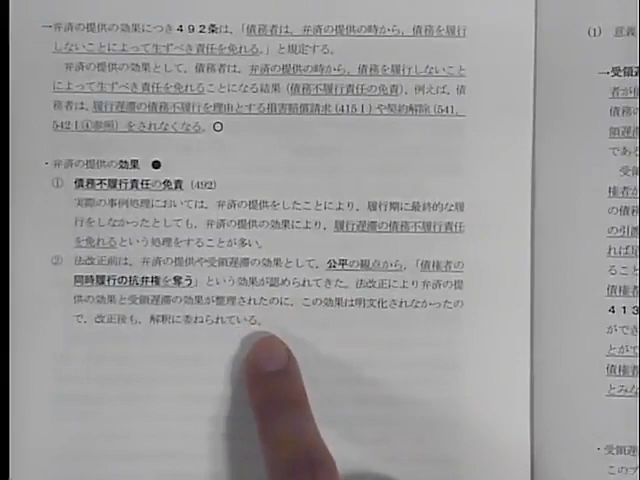 →弁済の提供の効果につき492条は、「債務者は、弁済の提供の時から、債務を履行
しないことによって生ずべき責任を免れる。」と規定する。
弁済の提供の効果として、債務者は、弁済の提供の時から、債務を履行しないこと
によって生ずべき責任を免れることになる結果（債務不履行責任の免責）、例えば、債
務者は、履行遅滞の債務不履行を理由とする損害賠償請求（415Ⅰ）や契約解除（541、
542Ⅰ④参照）をされなくなる。〇
・弁済の提供の効果 ●
① 債務不履行責任の免責（492）
実際の事例処理においては、弁済の提供をしたことにより、履行期に最終的な履
行をしなかったとしても、弁済の提供の効果により、履行遅滞の債務不履行責任
を免れるという処理をすることが多い。
② 法改正前は、弁済の提供や受領遅滞の効果として、公平の観点から、「債権者の
同時履行の抗弁権を奪う」という効果が認められてきた。法改正により弁済の提
供の効果と受領遅滞の効果が整理されたのに、この効果は明文化されなかったの
で、改正後も、解釈に委ねられている。
(1) 意義
→受領遅
者が債
債務の
である
受領
権者が
の債務
の引渡
れば足
ること
債権者
413
ができ
とがで
債権者
とみな
・受領遅
このプ